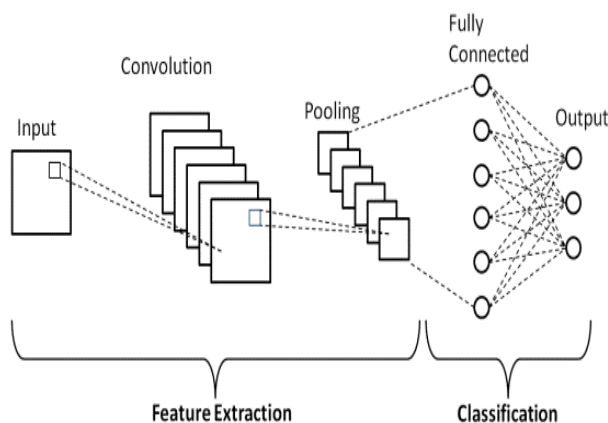 Input
Convolution
Pooling
Fully
Connected
Output
Feature Extraction
Classification